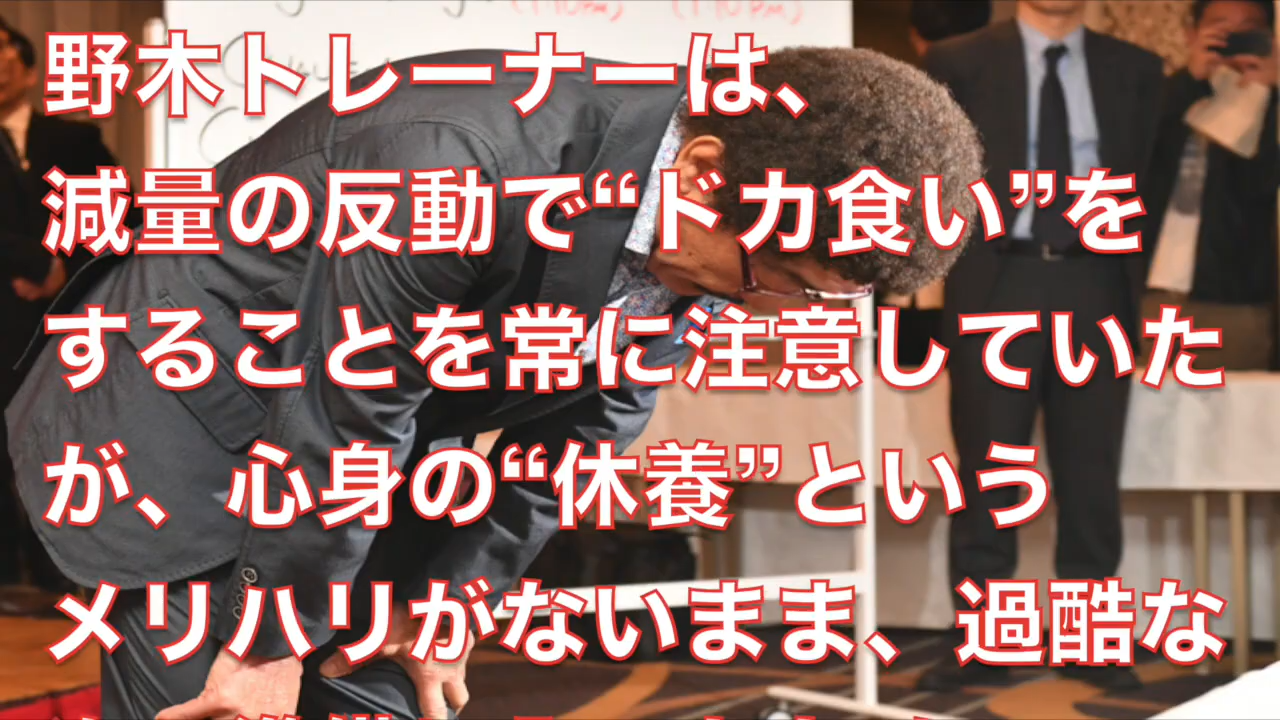 野木トレーナーは、
減量の反動で“ドカ食い”を
することを常に注意していた
が、心身の“休養”という
メリハリがないまま、過酷な